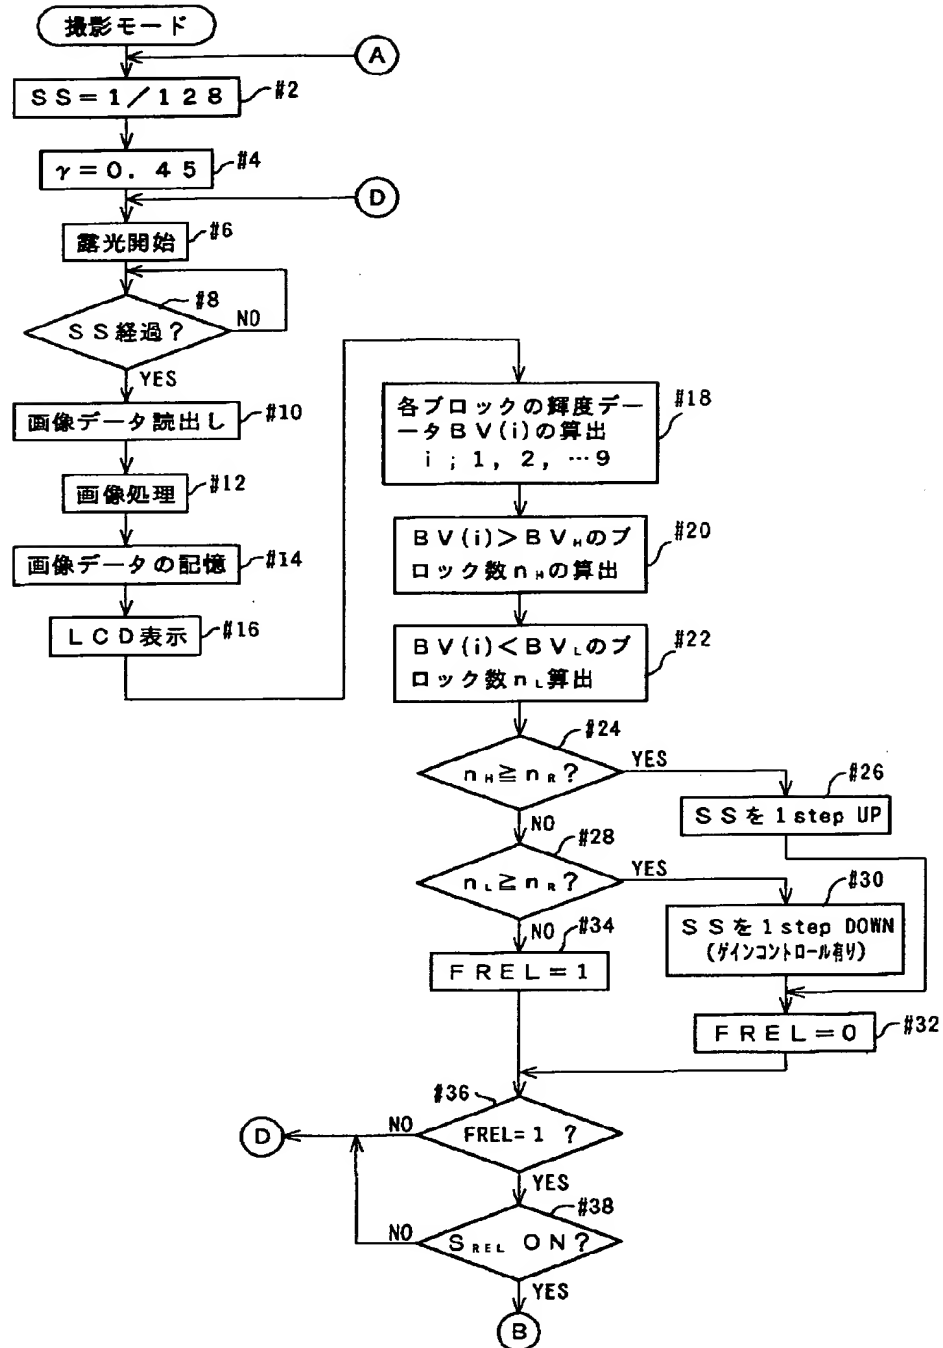 撮影モード
A
SS=1/128
#2
γ=0.45
#4
D
露光開始
#6
SS経過?
#8
NO
YES
画像データ読出し
#10
画像処理
#12
画像データの記憶
#14
LCD表示
#16
各ブロックの輝度デー
ータBV(i)の算出
i;1,2,…9
#18
BV(i)>BVHのブ
ロック数nHの算出
#20
BV(i)<BVLのブ
ロック数nL算出
#22
nH≧nR?
#24
YES
NO
SSを1step UP
#26
nL≧nR?
#28
YES
NO
SSを1step DOWN
(ゲインコントロール有り)
#30
FREL=1
#34
FREL=0
#32
FREL=1 ?
#36
NO
D
YES
SREL ON?
#38
NO
YES
B